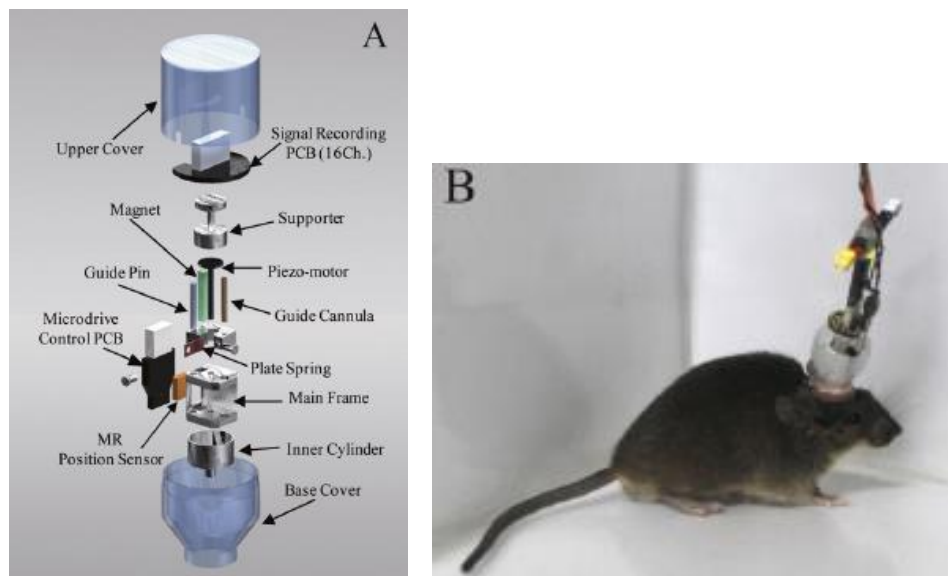 A
Upper Cover
Signal Recording
PCB (16Ch.)
Magnet
Supporter
Guide Pin
Piezo-motor
Microdrive
Control PCB
Guide Cannula
Plate Spring
Main Frame
MR
Position Sensor
Inner Cylinder
Base Cover
B